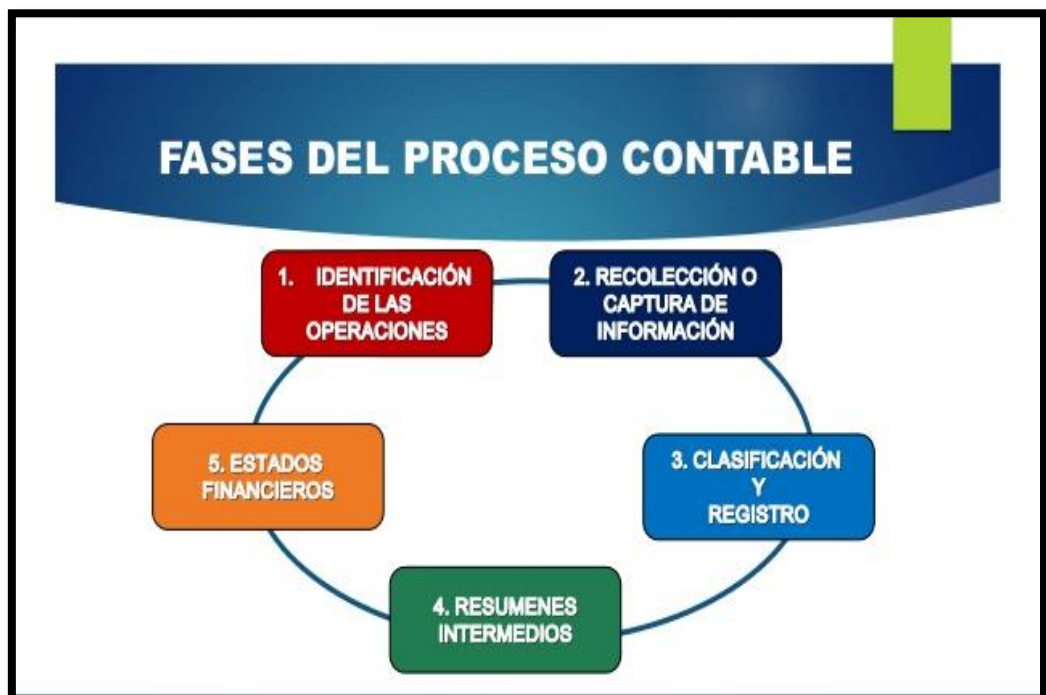 FASES DEL PROCESO CONTABLE
1. IDENTIFICACIÓN
DE LAS
OPERACIONES
2. RECOLECCIÓN O
CAPTURA DE
INFORMACIÓN
3. CLASIFICACIÓN
Y
REGISTRO
4. RESUMENES
INTERMEDIOS
5. ESTADOS
FINANCIEROS